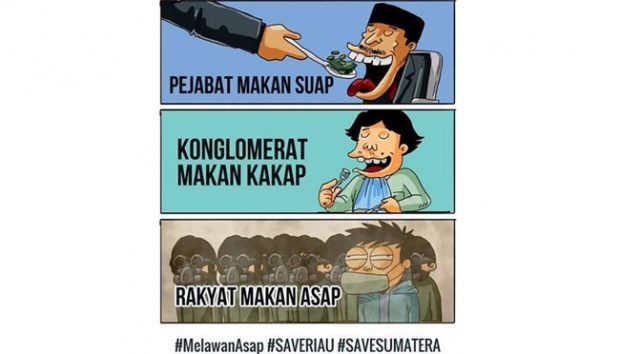 PEJABAT MAKAN SUAP
KONGLOMERAT
MAKAN KAKAP
RAKYAT MAKAN ASAP
#MelawanAsap #SAVERIAU #SAVESUMATERA